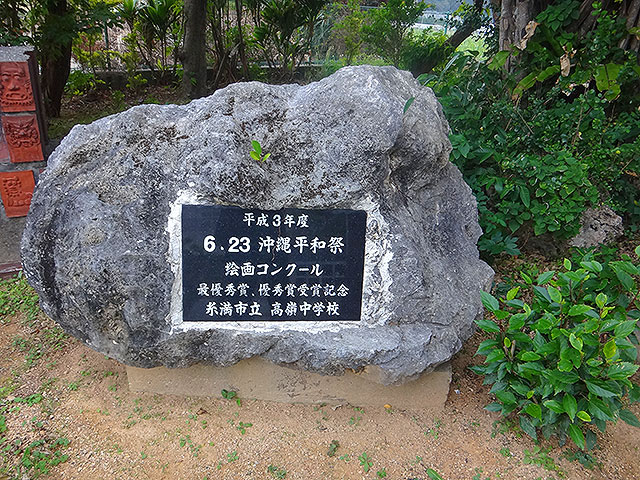 平成3年度
6.23 沖縄平和祭
絵画コンクール
最優秀賞、優秀賞受賞記念
糸満市立 高嶺中学校